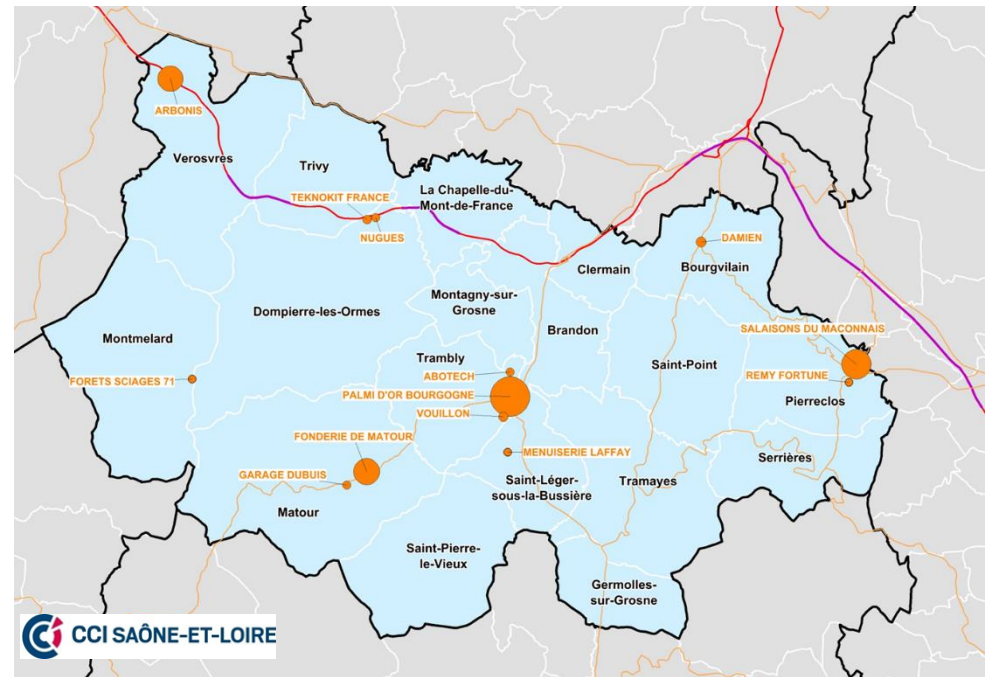 ARBONIS
Verosvres
Trivy
TEKNOKIT FRANCE
La Chapelle-du-
Mont-de-France
NUGUES
DAMIEN
Clermain
Bourgvilain
Montagny-sur-
Grosne
Dompierre-les-Ormes
Brandon
SALAISONS DU MACONNAIS
Montmelard
Trambly
Saint-Point
ABOTECH
FORETS SCIAGES 71
REMY FORTUNE
PALMI D'OR BOURGOGNE
Pierreclos
VOUILLON
FONDERIE DE MATOUR
MENUISERIE LAFFAY
Serrières
GARAGE DUBUIS
Saint-Léger-
sous-la-Bussière
Tramayes
Matour
Saint-Pierre-
le-Vieux
Germolles-
sur-Grosne
CCI SAÔNE-ET-LOIRE